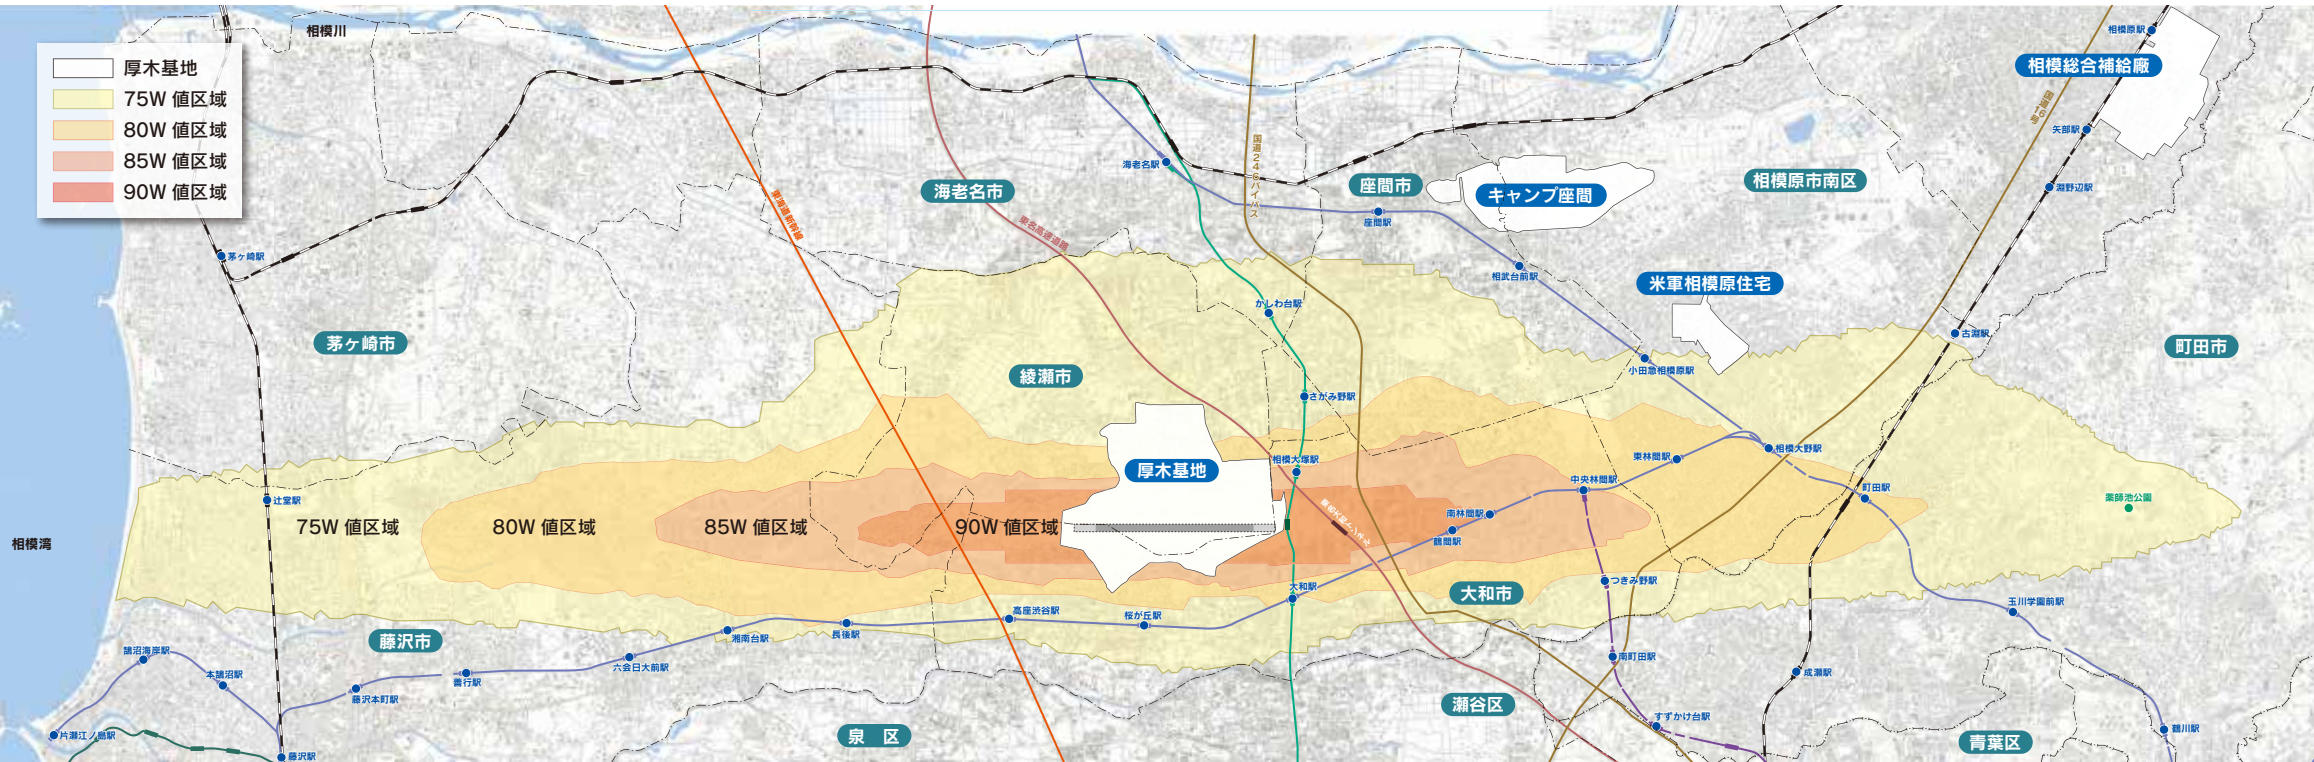 厚木基地
75W 値区域
80W 値区域
85W 値区域
90W 値区域
相模川
相模湾
茅ヶ崎駅
茅ヶ崎市
辻堂駅
75W 値区域
80W 値区域
85W 値区域
90W 値区域
藤沢市
鵠沼海岸駅
本鵠沼駅
片瀬江ノ島駅
藤沢駅
藤沢本町駅
善行駅
六会日大前駅
湘南台駅
長後駅
高座渋谷駅
桜が丘駅
大和駅
泉　区
東海道新幹線
東名高速道路
海老名市
海老名駅
国道246バイパス
座間市
座間駅
キャンプ座間
相武台前駅
相模原市南区
米軍相模原住宅
小田急相模原駅
綾瀬市
かしわ台駅
さがみ野駅
相模大塚駅
厚木基地
南林間駅
鶴間駅
中央林間駅
東林間駅
相模大野駅
町田駅
つきみ野駅
大和市
南町田駅
すずかけ台駅
瀬谷区
成瀬駅
青葉区
鶴川駅
玉川学園前駅
薬師池公園
町田市
古淵駅
淵野辺駅
矢部駅
相模原駅
相模総合補給廠
国道16号